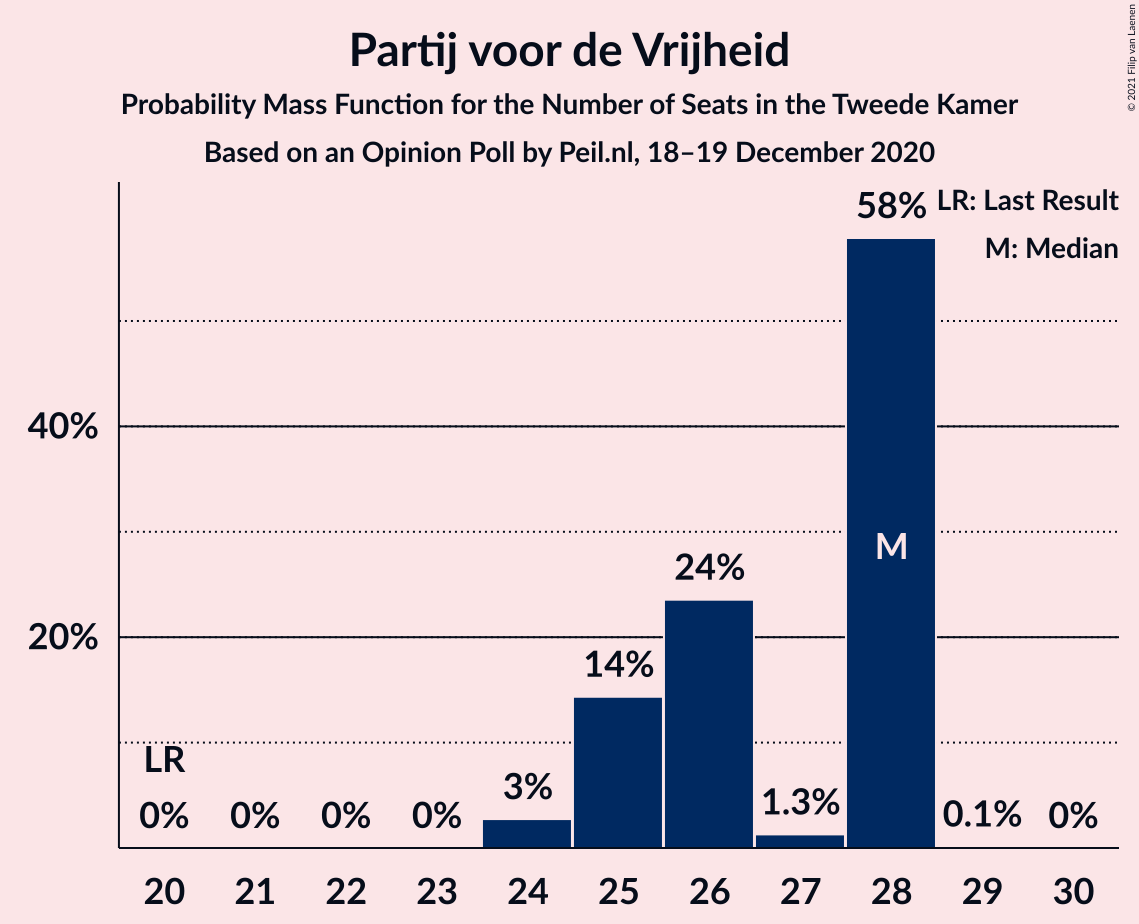 Partij voor de Vrijheid
Probability Mass Function for the Number of Seats in the Tweede Kamer
Based on an Opinion Poll by Peil.nl, 18–19 December 2020
© 2021 Filip van Laenen
LR: Last Result
M: Median
58%
40%
M
24%
20%
14%
LR
3%
1.3%
0% 0% 0% 0% 0.1% 0%
20 21 22 23 24 25 26 27 28 29 30